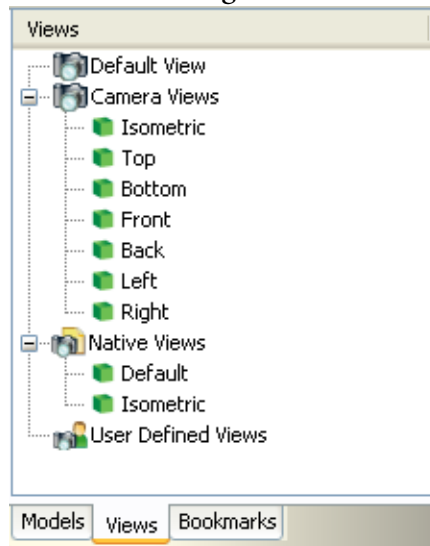 Views
Default View
Camera Views
Isometric
Top
Bottom
Front
Back
Left
Right
Native Views
Default
Isometric
User Defined Views
Models Views Bookmarks